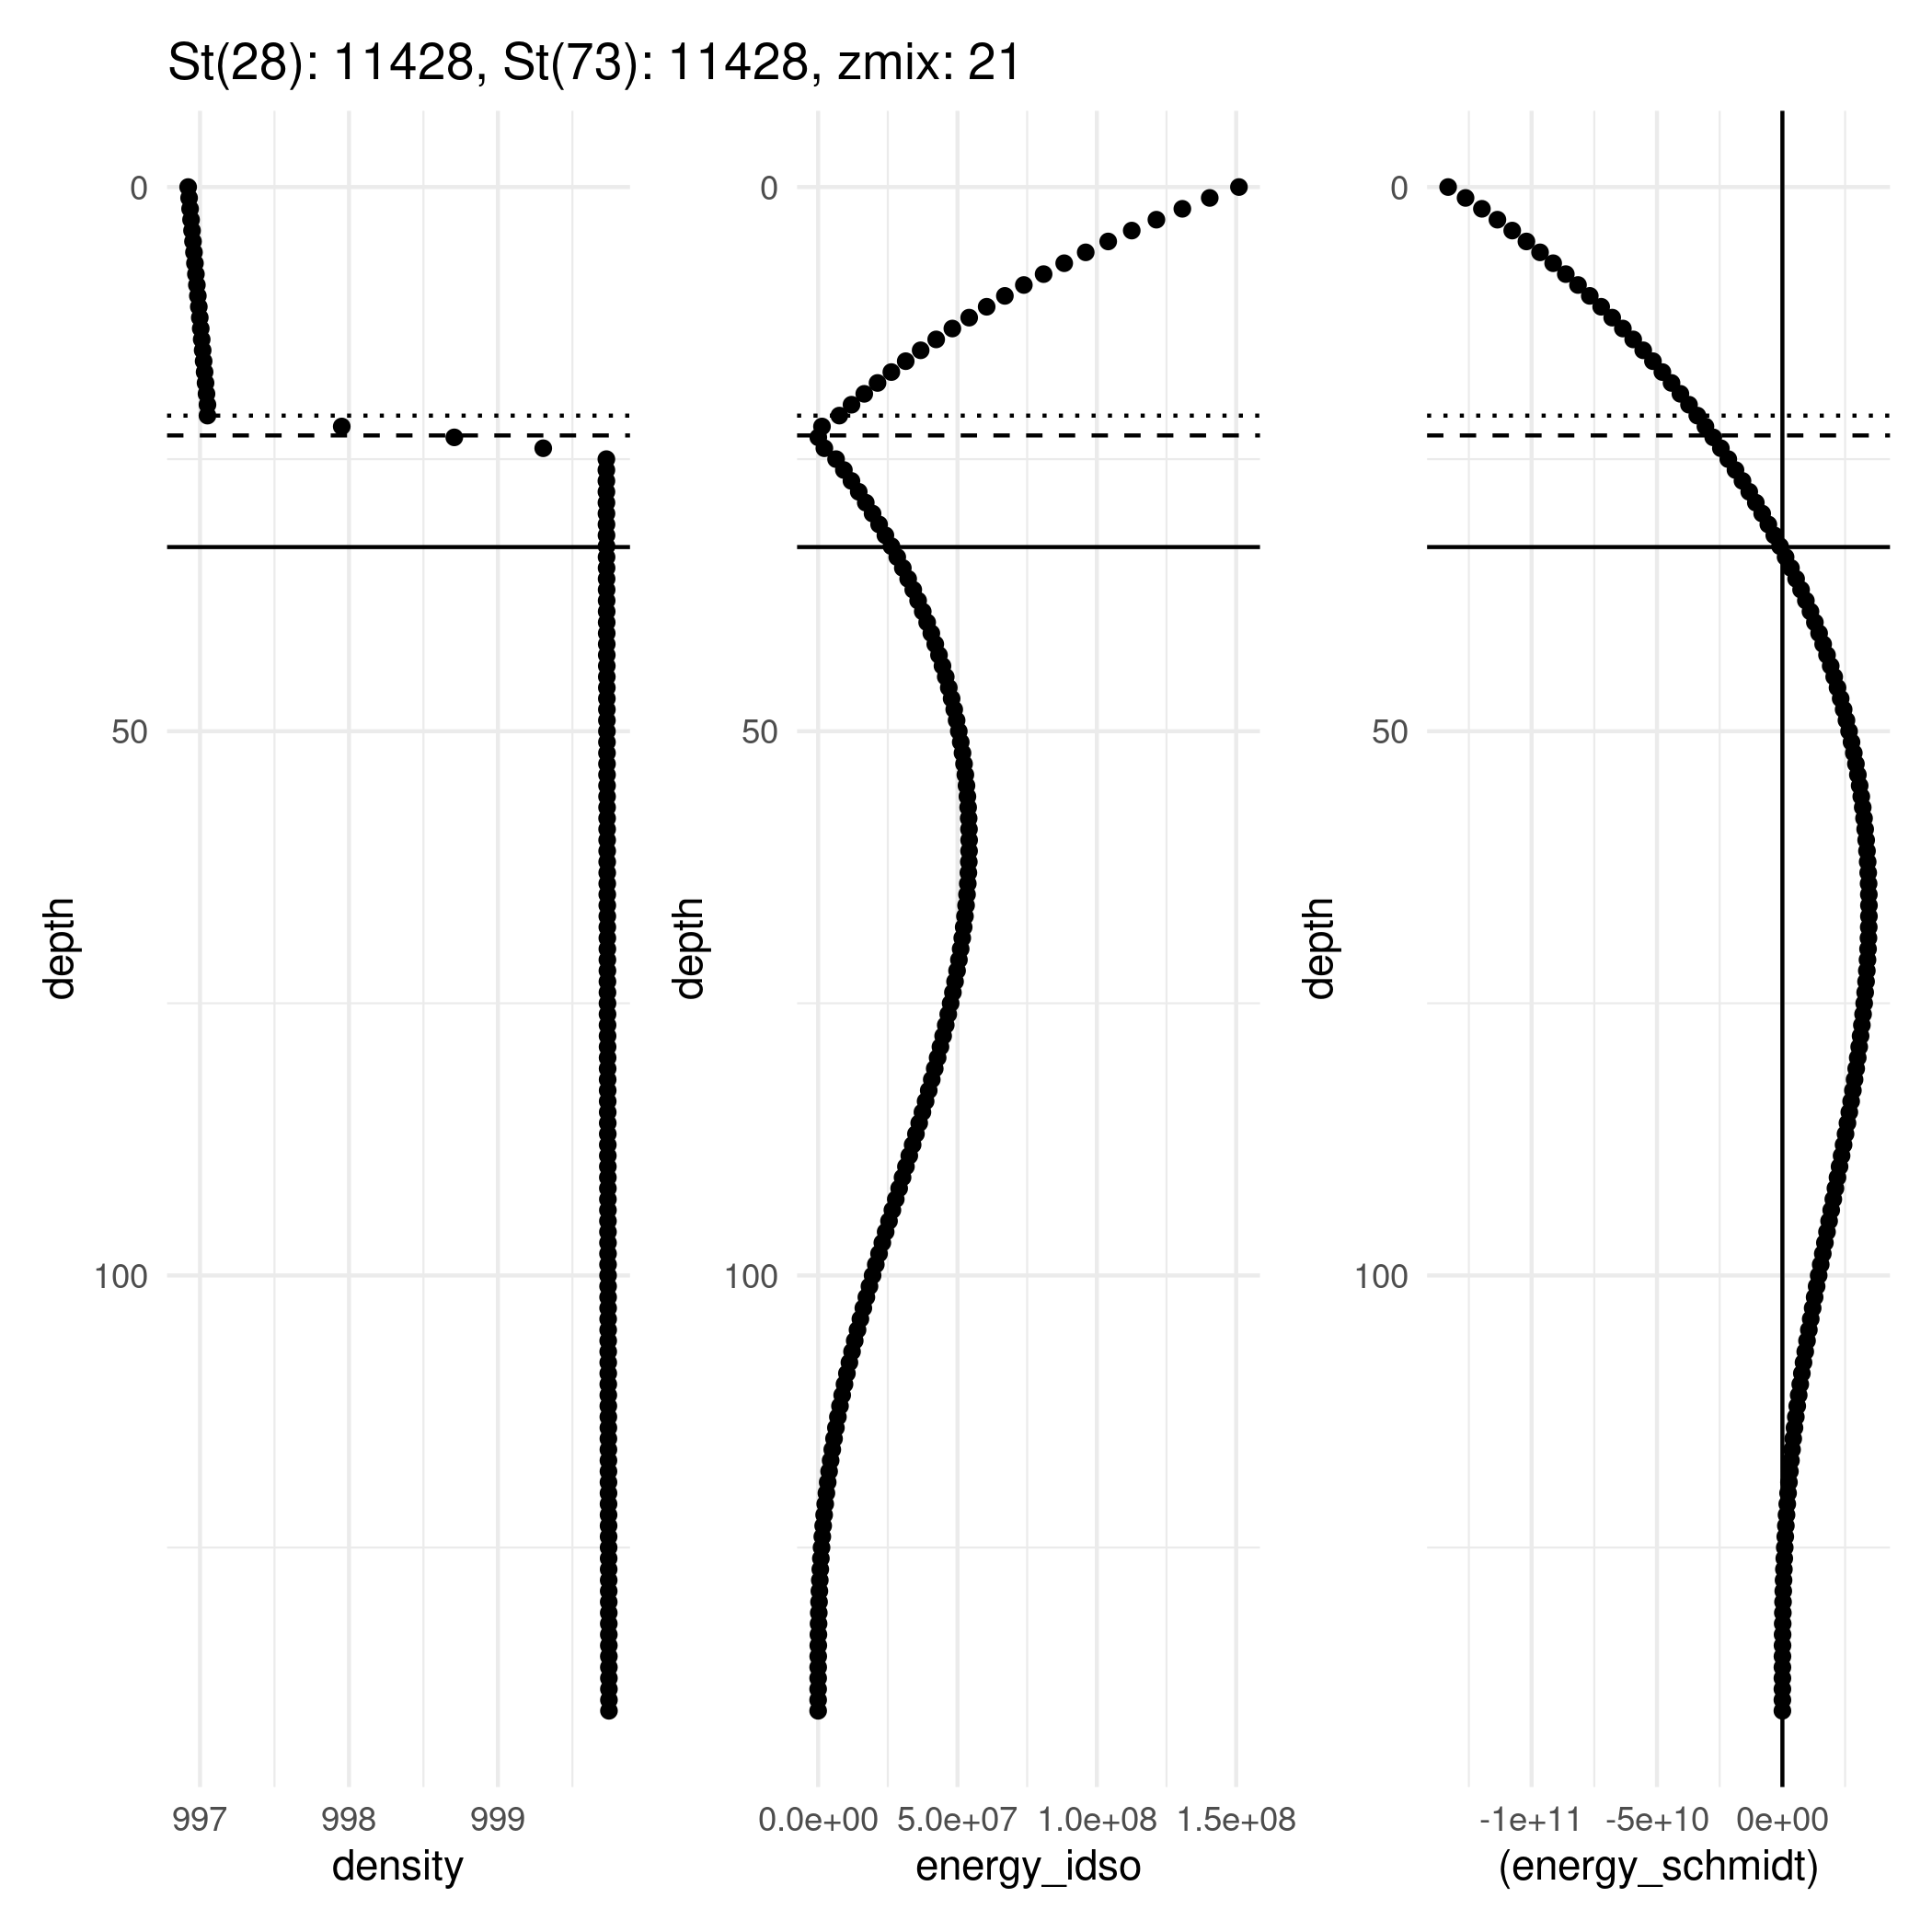 St(28): 11428, St(73): 11428, zmix: 21
0
50
100
depth
997
998
999
density
0
50
100
depth
0.0e+00
5.0e+07
1.0e+08
1.5e+08
energy_idso
0
50
100
depth
-1e+11
-5e+10
0e+00
(energy_schmidt)